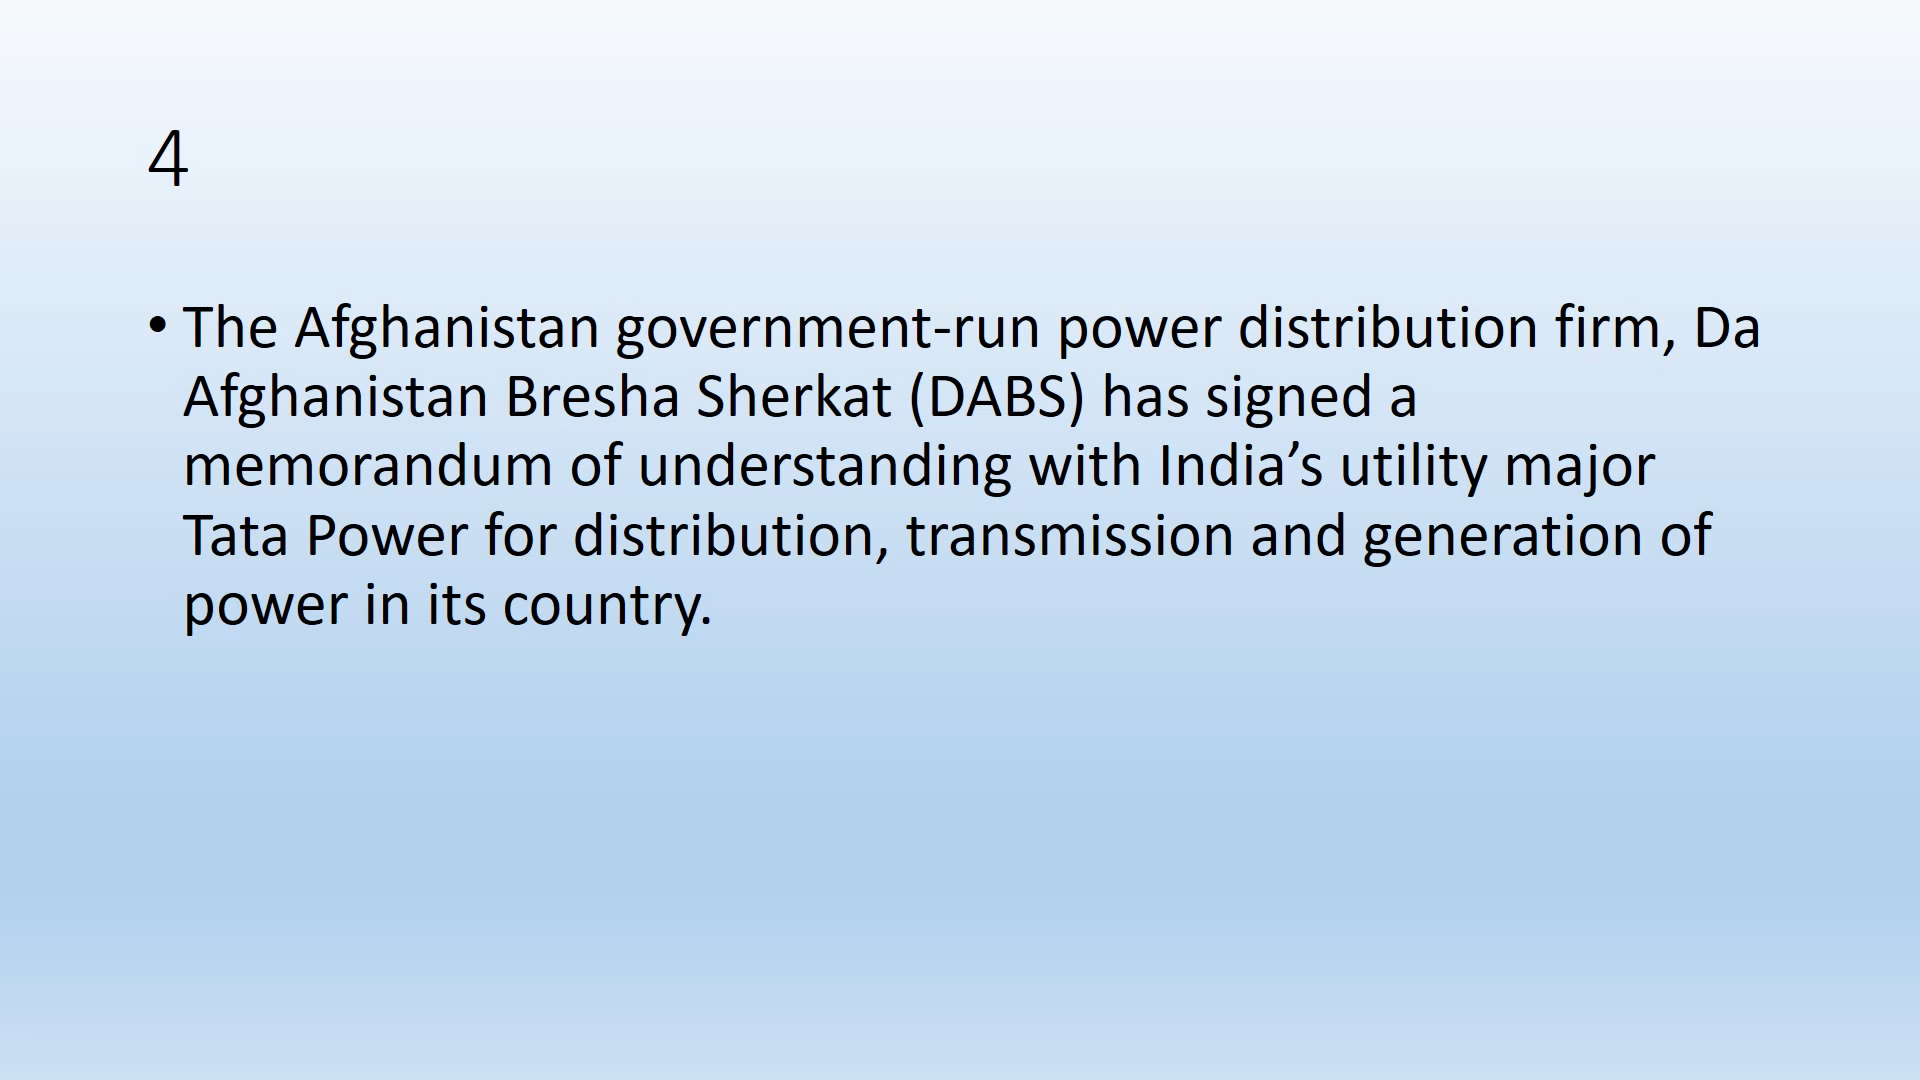 4
• The Afghanistan government-run power distribution firm, Da
Afghanistan Bresha Sherkat (DABS) has signed a
memorandum of understanding with India’s utility major
Tata Power for distribution, transmission and generation of
power in its country.